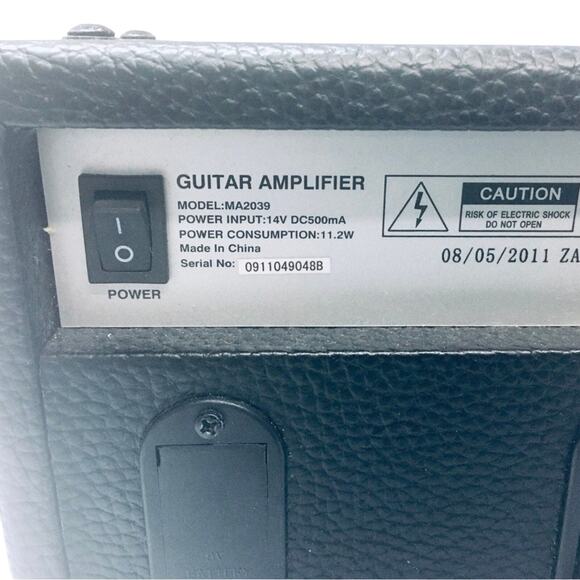 GUITAR AMPLIFIER
MODEL:MA2039
POWER INPUT:14V DC500mA
POWER CONSUMPTION:11.2W
Made In China
Serial No: 0911049048B
I
O
POWER
CAUTION
RISK OF ELECTRIC SHOCK
DO NOT OPEN
08/05/2011 ZA